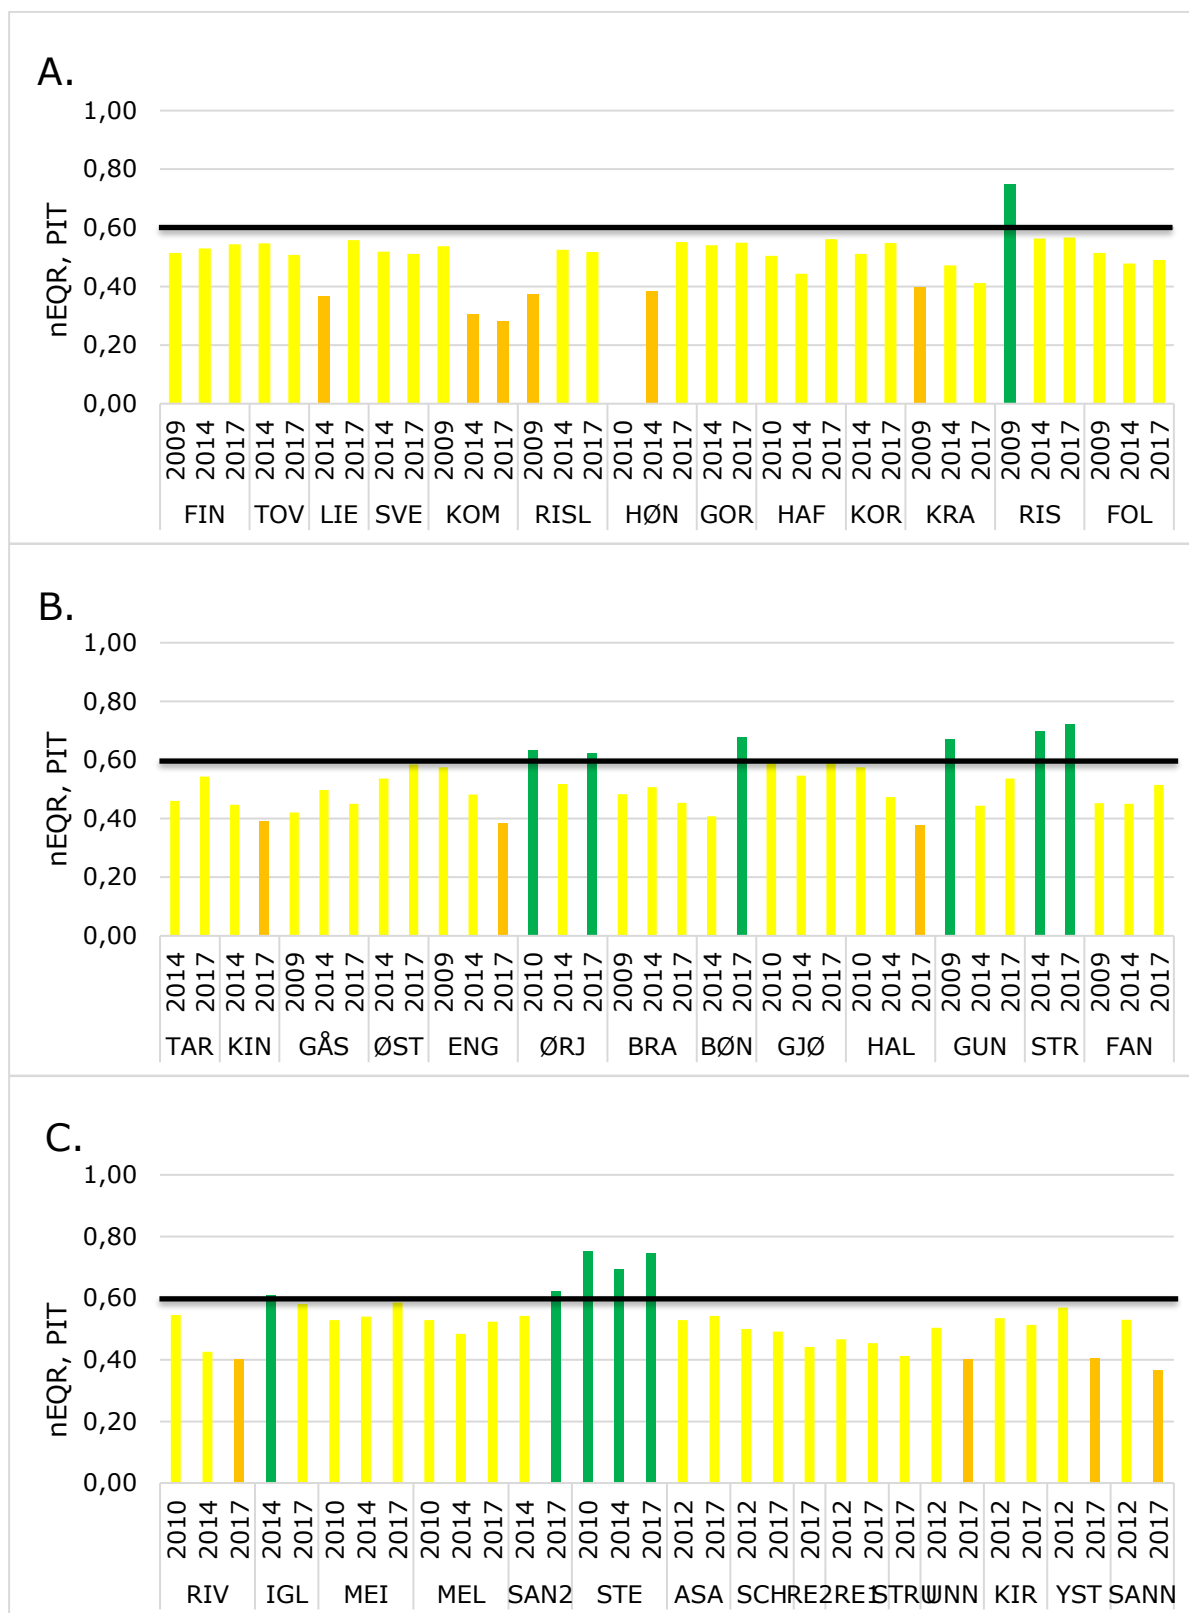 A.
1,00
0,80
0,60
0,40
0,20
0,00
nEQR, PIT
2009 2014 2017 2014 2017 2014 2017 2014 2017 2009 2014 2017 2009 2014 2017 2010 2014 2017 2014 2017 2010 2014 2017 2014 2017 2009 2014 2017 2009 2014 2017 2009 2014 2017
FIN TOV LIE SVE KOM RISL HØN GOR HAF KOR KRA RIS FOL
B.
1,00
0,80
0,60
0,40
0,20
0,00
nEQR, PIT
2014 2017 2014 2017 2009 2014 2017 2014 2017 2009 2014 2017 2010 2014 2017 2009 2014 2017 2014 2017 2010 2014 2017 2010 2014 2017 2009 2014 2017 2014 2017 2009 2014 2017
TAR KIN GÅS ØST ENG ØRJ BRA BØN GJØ HAL GUN STR FAN
C.
1,00
0,80
0,60
0,40
0,20
0,00
nEQR, PIT
2010 2014 2017 2014 2017 2010 2014 2017 2010 2014 2017 2014 2017 2010 2014 2017 2012 2017 2012 2017 2017 2012 2017 2017 2012 2017 2012 2017 2012 2017 2012 2017
RIV IGL MEI MEL SAN2 STE ASA SCH RE2 RE1 STRU UNN KIR YST SANN